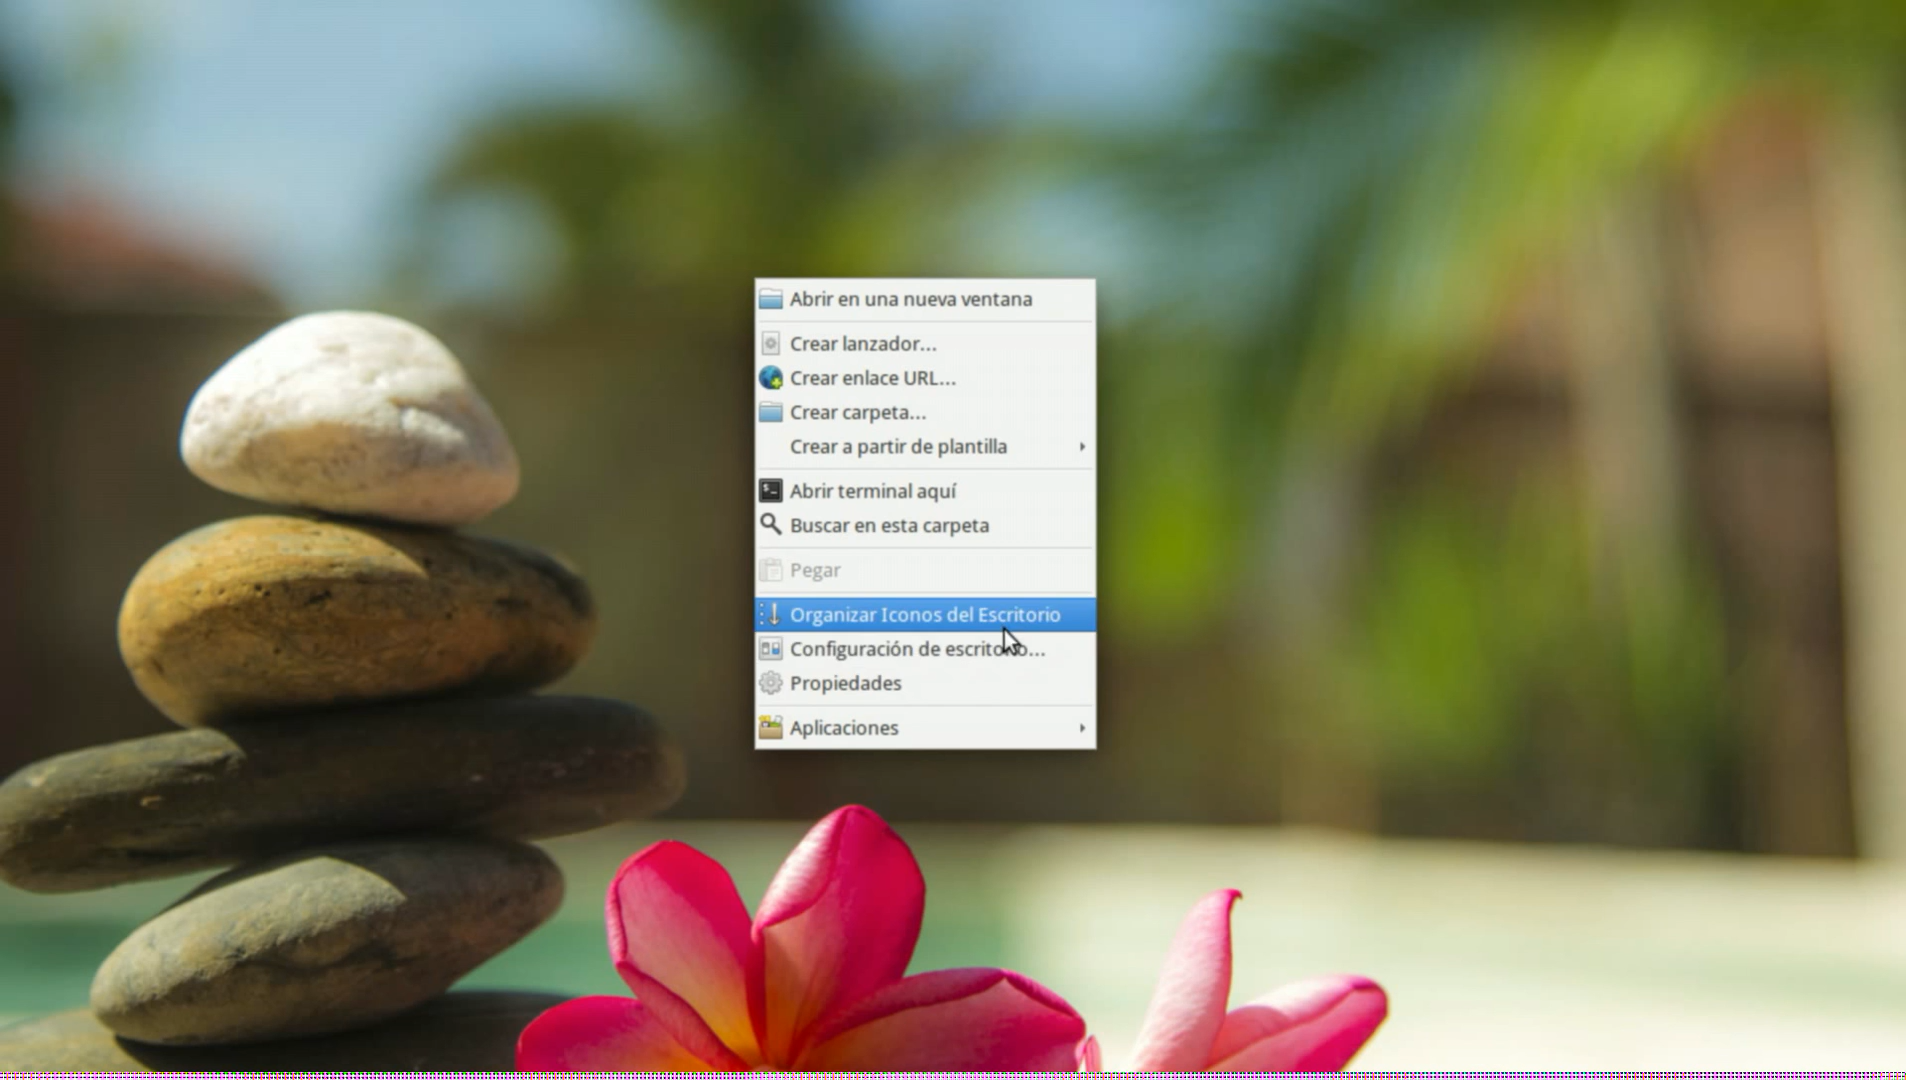 Abrir en una nueva ventana
Crear lanzador...
Crear enlace URL...
Crear carpeta...
Crear a partir de plantilla
Abrir terminal aquí
Buscar en esta carpeta
Pegar
Organizar Iconos del Escritorio
Configuración de escritorio...
Propiedades
Aplicaciones